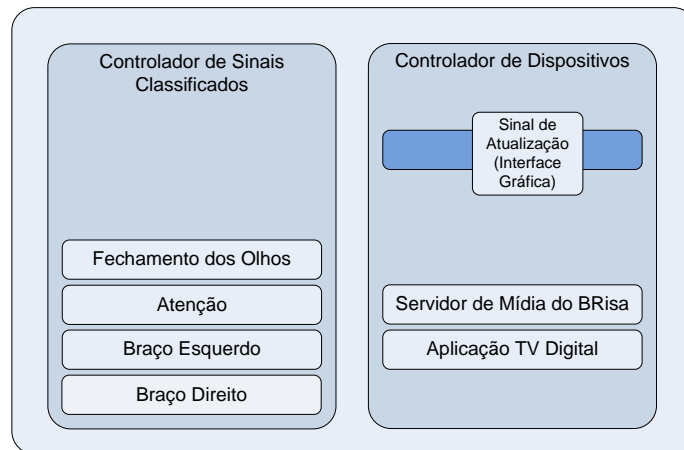 Controlador de Sinais
Classificados
Fechamento dos Olhos
Atenção
Braço Esquerdo
Braço Direito
Controlador de Dispositivos
Sinal de
Atualização
(Interface
Gráfica)
Servidor de Mídia do BRisa
Aplicação TV Digital